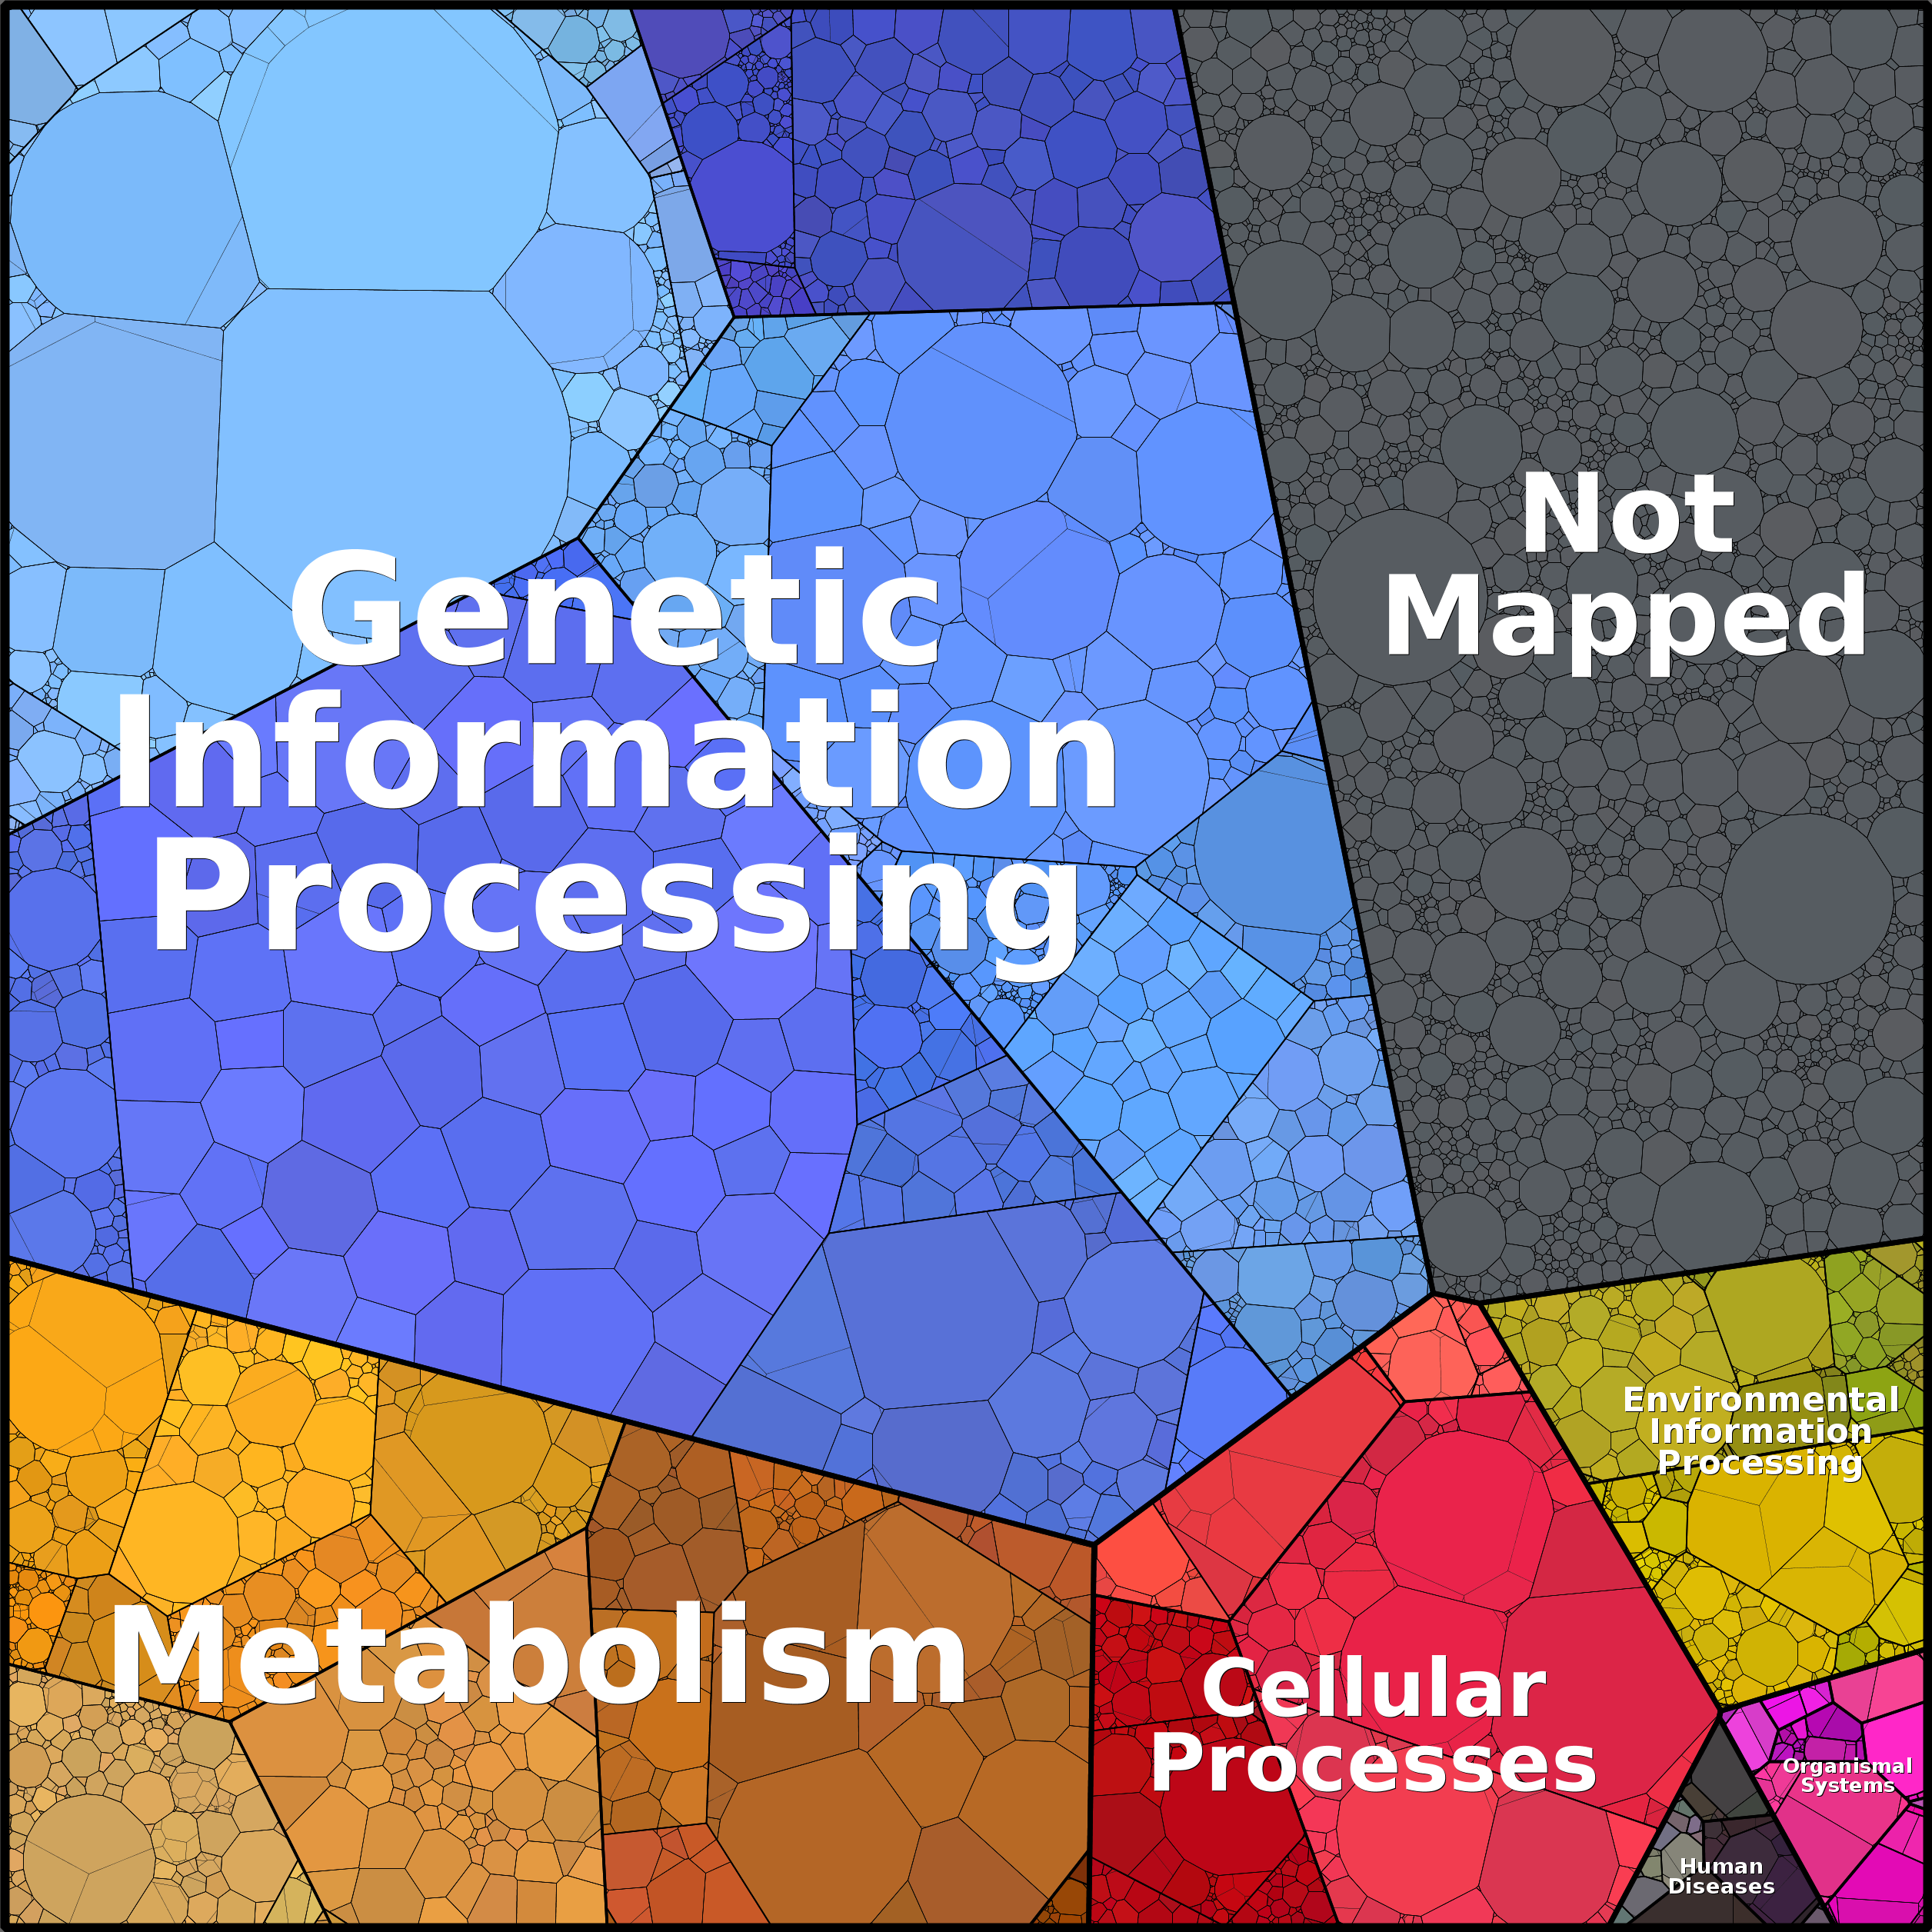 Genetic
Information
Processing
Not
Mapped
Metabolism
Cellular
Processes
Environmental
Information
Processing
Organismal
Systems
Human
Diseases